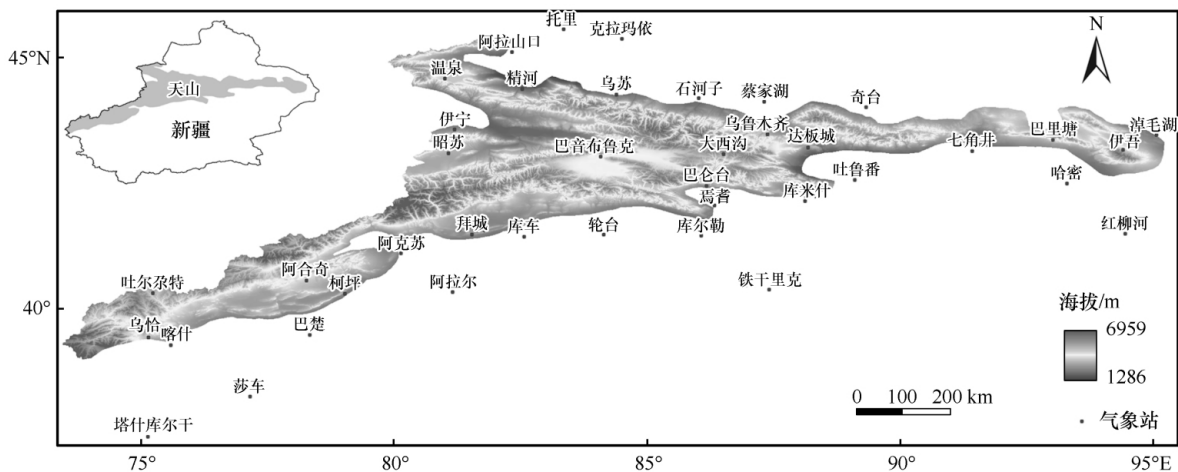 天山
新疆
N
45°N
40°
75°
80°
85°
90°
95°E
托里
克拉玛依
阿拉山口
温泉
精河
乌苏
石河子
蔡家湖
奇台
伊宁
昭苏
巴音布鲁克
乌鲁木齐
大西沟
达板城
七角井
巴里塘
淖毛湖
伊吾
巴仑台
吐鲁番
哈密
焉耆
库米什
拜城
库车
轮台
库尔勒
红柳河
阿克苏
吐尔尕特
阿合奇
柯坪
阿拉尔
铁干里克
乌恰
喀什
巴楚
莎车
塔什库尔干
海拔/m
6959
1286
0 100 200 km
气象站